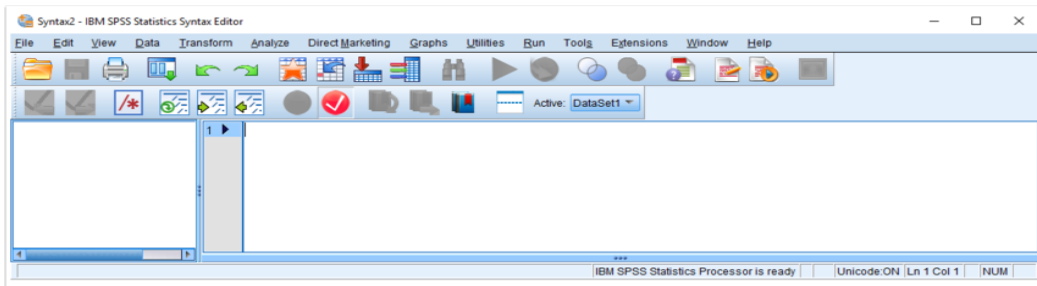 Syntax2 - IBM SPSS Statistics Syntax Editor
File Edit View Data Transform Analyze Direct Marketing Graphs Utilities Run Tools Extensions Window Help
/* Active: DataSet1
1
IBM SPSS Statistics Processor is ready Unicode:ON Ln 1 Col 1 NUM